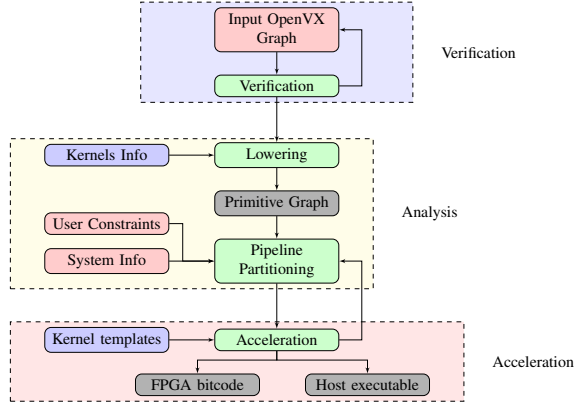 Input OpenVX
Graph
Verification
Verification
Kernels Info
Lowering
Primitive Graph
Analysis
User Constraints
System Info
Pipeline
Partitioning
Kernel templates
Acceleration
Acceleration
FPGA bitcode
Host executable